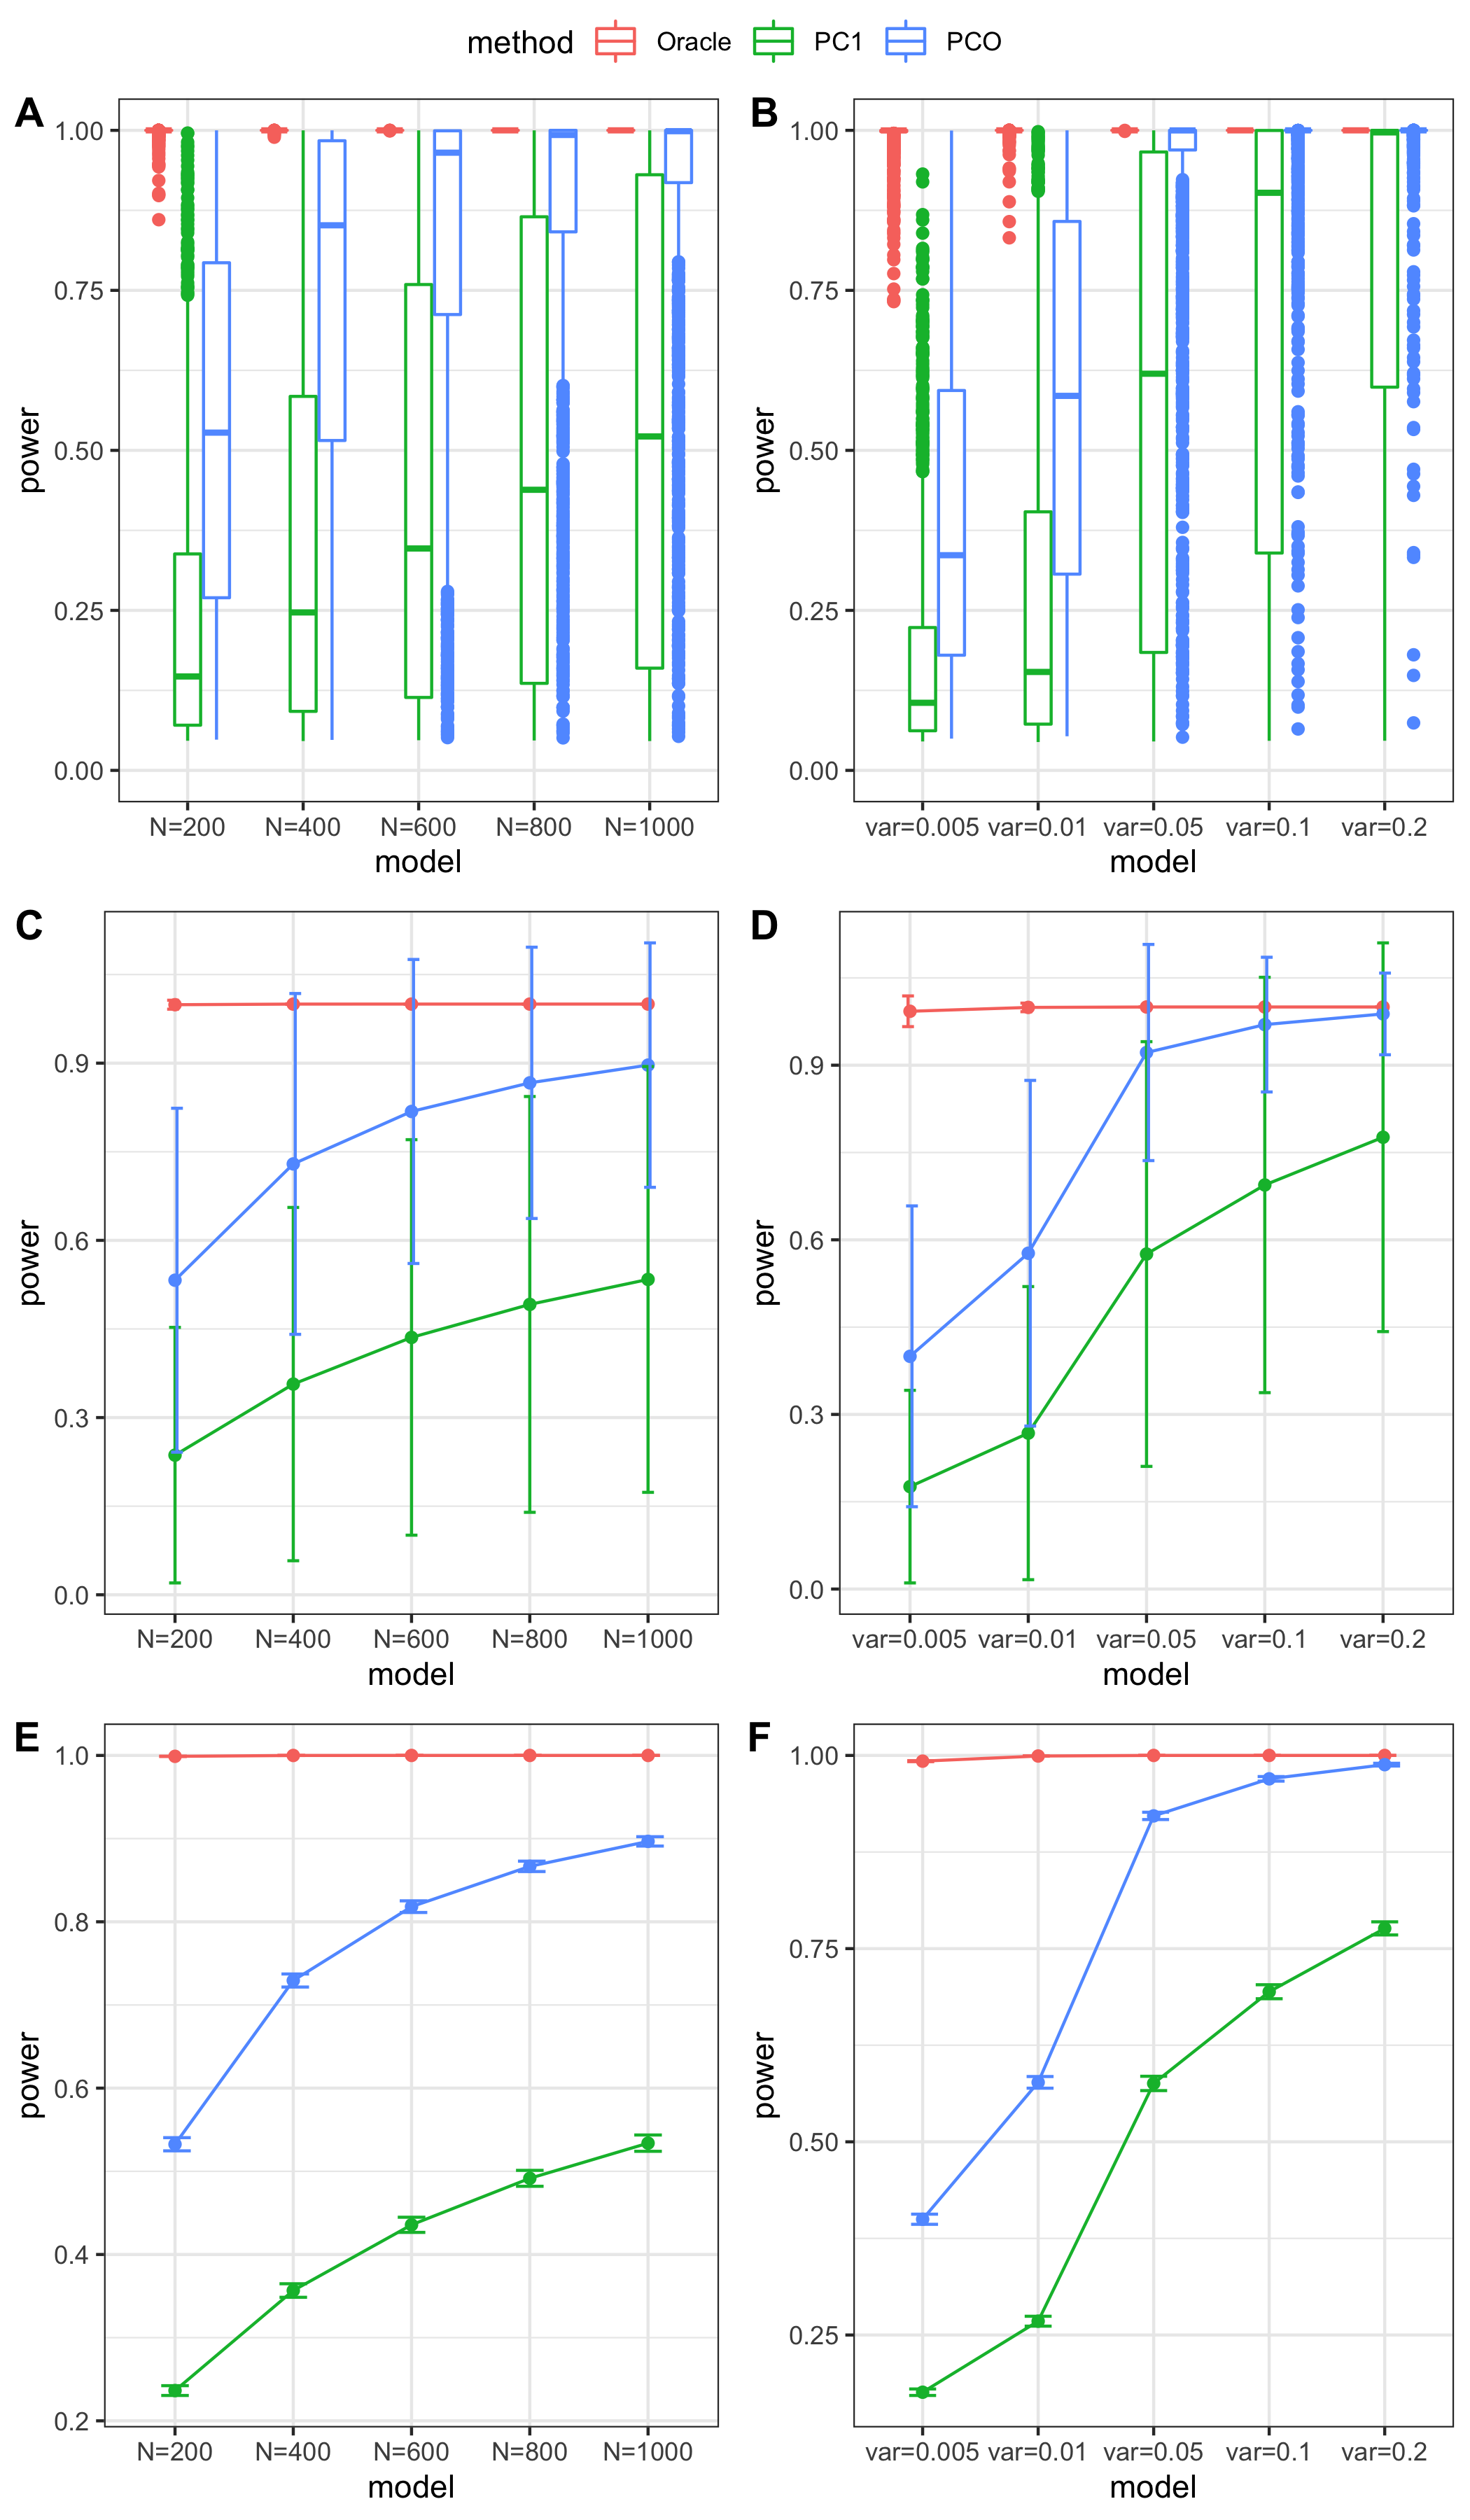 method Oracle PC1 PCO
A
1.00
0.75
0.50
0.25
0.00
power
N=200 N=400 N=600 N=800 N=1000
model
B
1.00
0.75
0.50
0.25
0.00
power
var=0.005 var=0.01 var=0.05 var=0.1 var=0.2
model
C
0.9
0.6
0.3
0.0
power
N=200 N=400 N=600 N=800 N=1000
model
D
0.9
0.6
0.3
0.0
power
var=0.005 var=0.01 var=0.05 var=0.1 var=0.2
model
E
1.0
0.8
0.6
0.4
0.2
power
N=200 N=400 N=600 N=800 N=1000
model
F
1.00
0.75
0.50
0.25
power
var=0.005 var=0.01 var=0.05 var=0.1 var=0.2
model